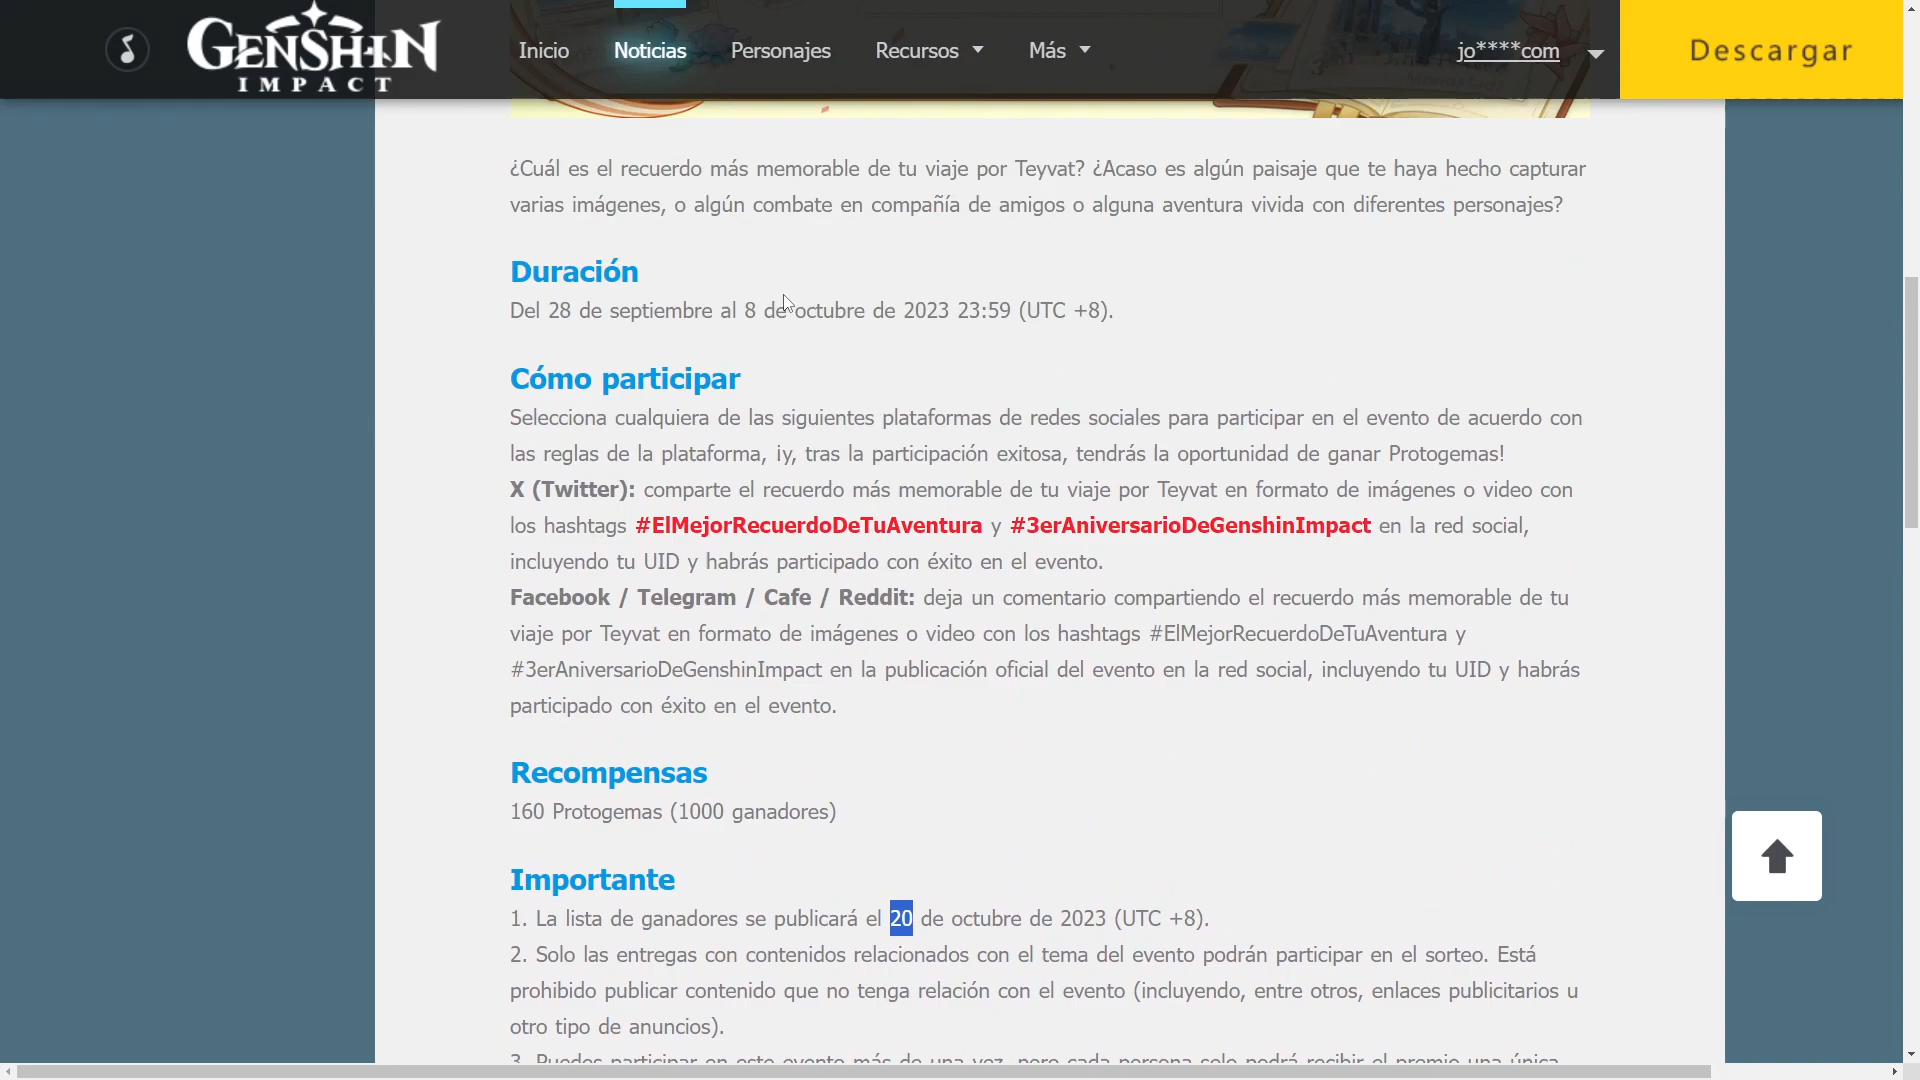 GENSHIN
IMPACT
Inicio
Noticias
Personajes
Recursos
Más
jo****com
Descargar
¿Cuál es el recuerdo más memorable de tu viaje por Teyvat? ¿Acaso es algún paisaje que te haya hecho capturar
varias imágenes, o algún combate en compañía de amigos o alguna aventura vivida con diferentes personajes?
Duración
Del 28 de septiembre al 8 de octubre de 2023 23:59 (UTC +8).
Cómo participar
Selecciona cualquiera de las siguientes plataformas de redes sociales para participar en el evento de acuerdo con
las reglas de la plataforma, ¡y, tras la participación exitosa, tendrás la oportunidad de ganar Protogemas!
X (Twitter): comparte el recuerdo más memorable de tu viaje por Teyvat en formato de imágenes o video con
los hashtags #ElMejorRecuerdoDeTuAventura y #3erAniversarioDeGenshinImpact en la red social,
incluyendo tu UID y habrás participado con éxito en el evento.
Facebook / Telegram / Cafe / Reddit: deja un comentario compartiendo el recuerdo más memorable de tu
viaje por Teyvat en formato de imágenes o video con los hashtags #ElMejorRecuerdoDeTuAventura y
#3erAniversarioDeGenshinImpact en la publicación oficial del evento en la red social, incluyendo tu UID y habrás
participado con éxito en el evento.
Recompensas
160 Protogemas (1000 ganadores)
Importante
1. La lista de ganadores se publicará el 20 de octubre de 2023 (UTC +8).
2. Solo las entregas con contenidos relacionados con el tema del evento podrán participar en el sorteo. Está
prohibido publicar contenido que no tenga relación con el evento (incluyendo, entre otros, enlaces publicitarios u
otro tipo de anuncios).
3. Puedes participar en este evento más de una vez, pero cada persona solo podrá recibir el premio una única